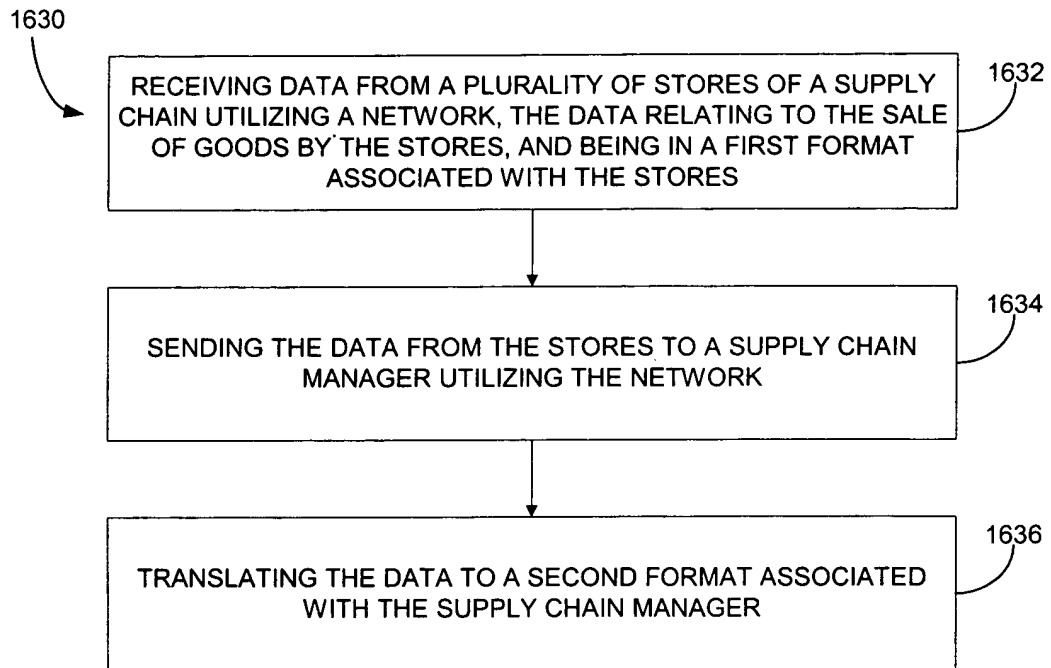 1630
1632
RECEIVING DATA FROM A PLURALITY OF STORES OF A SUPPLY
CHAIN UTILIZING A NETWORK, THE DATA RELATING TO THE SALE
OF GOODS BY THE STORES, AND BEING IN A FIRST FORMAT
ASSOCIATED WITH THE STORES
1634
SENDING THE DATA FROM THE STORES TO A SUPPLY CHAIN
MANAGER UTILIZING THE NETWORK
1636
TRANSLATING THE DATA TO A SECOND FORMAT ASSOCIATED
WITH THE SUPPLY CHAIN MANAGER